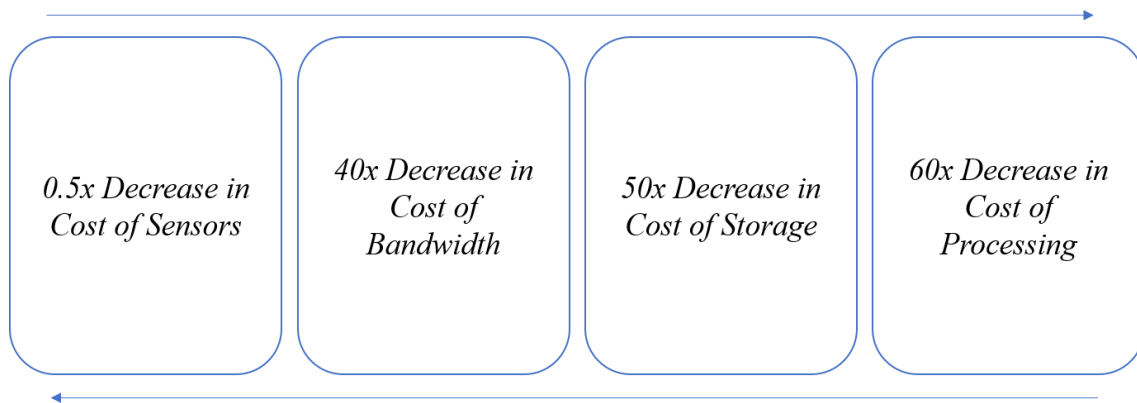 0.5x Decrease in
Cost of Sensors
40x Decrease in
Cost of
Bandwidth
50x Decrease in
Cost of Storage
60x Decrease in
Cost of
Processing